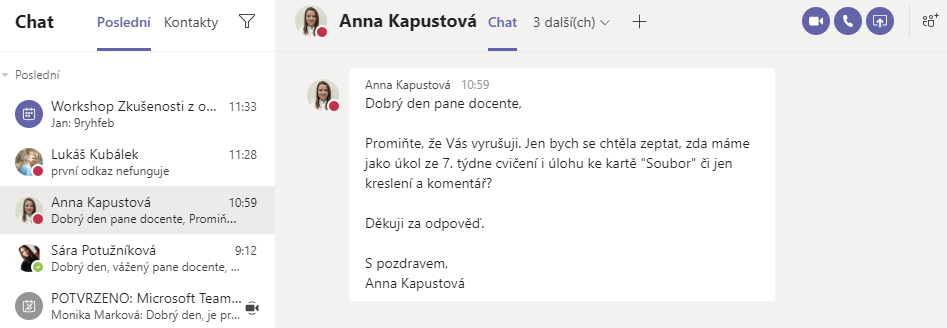 Chat
Poslední
Kontakty
Poslední
Workshop Zkušenosti z o... 11:33
Jan: 9ryhfeb
Lukáš Kubálek 11:28
první odkaz nefunguje
Anna Kapustová 10:59
Dobrý den pane docente, Promiň...
Sára Potužníková 9:12
Dobrý den, vážený pane docente, ...
POTVRZENO: Microsoft Team...
Monika Marková: Dobrý den, je pr...
Anna Kapustová Chat 3 další(ch)
Anna Kapustová 10:59
Dobrý den pane docente,
Promiňte, že Vás vyrušuji. Jen bych se chtěla zeptat, zda máme
jako úkol ze 7. týdne cvičení i úlohu ke kartě "Soubor" či jen
kreslení a komentář?
Děkuji za odpověď.
S pozdravem,
Anna Kapustová